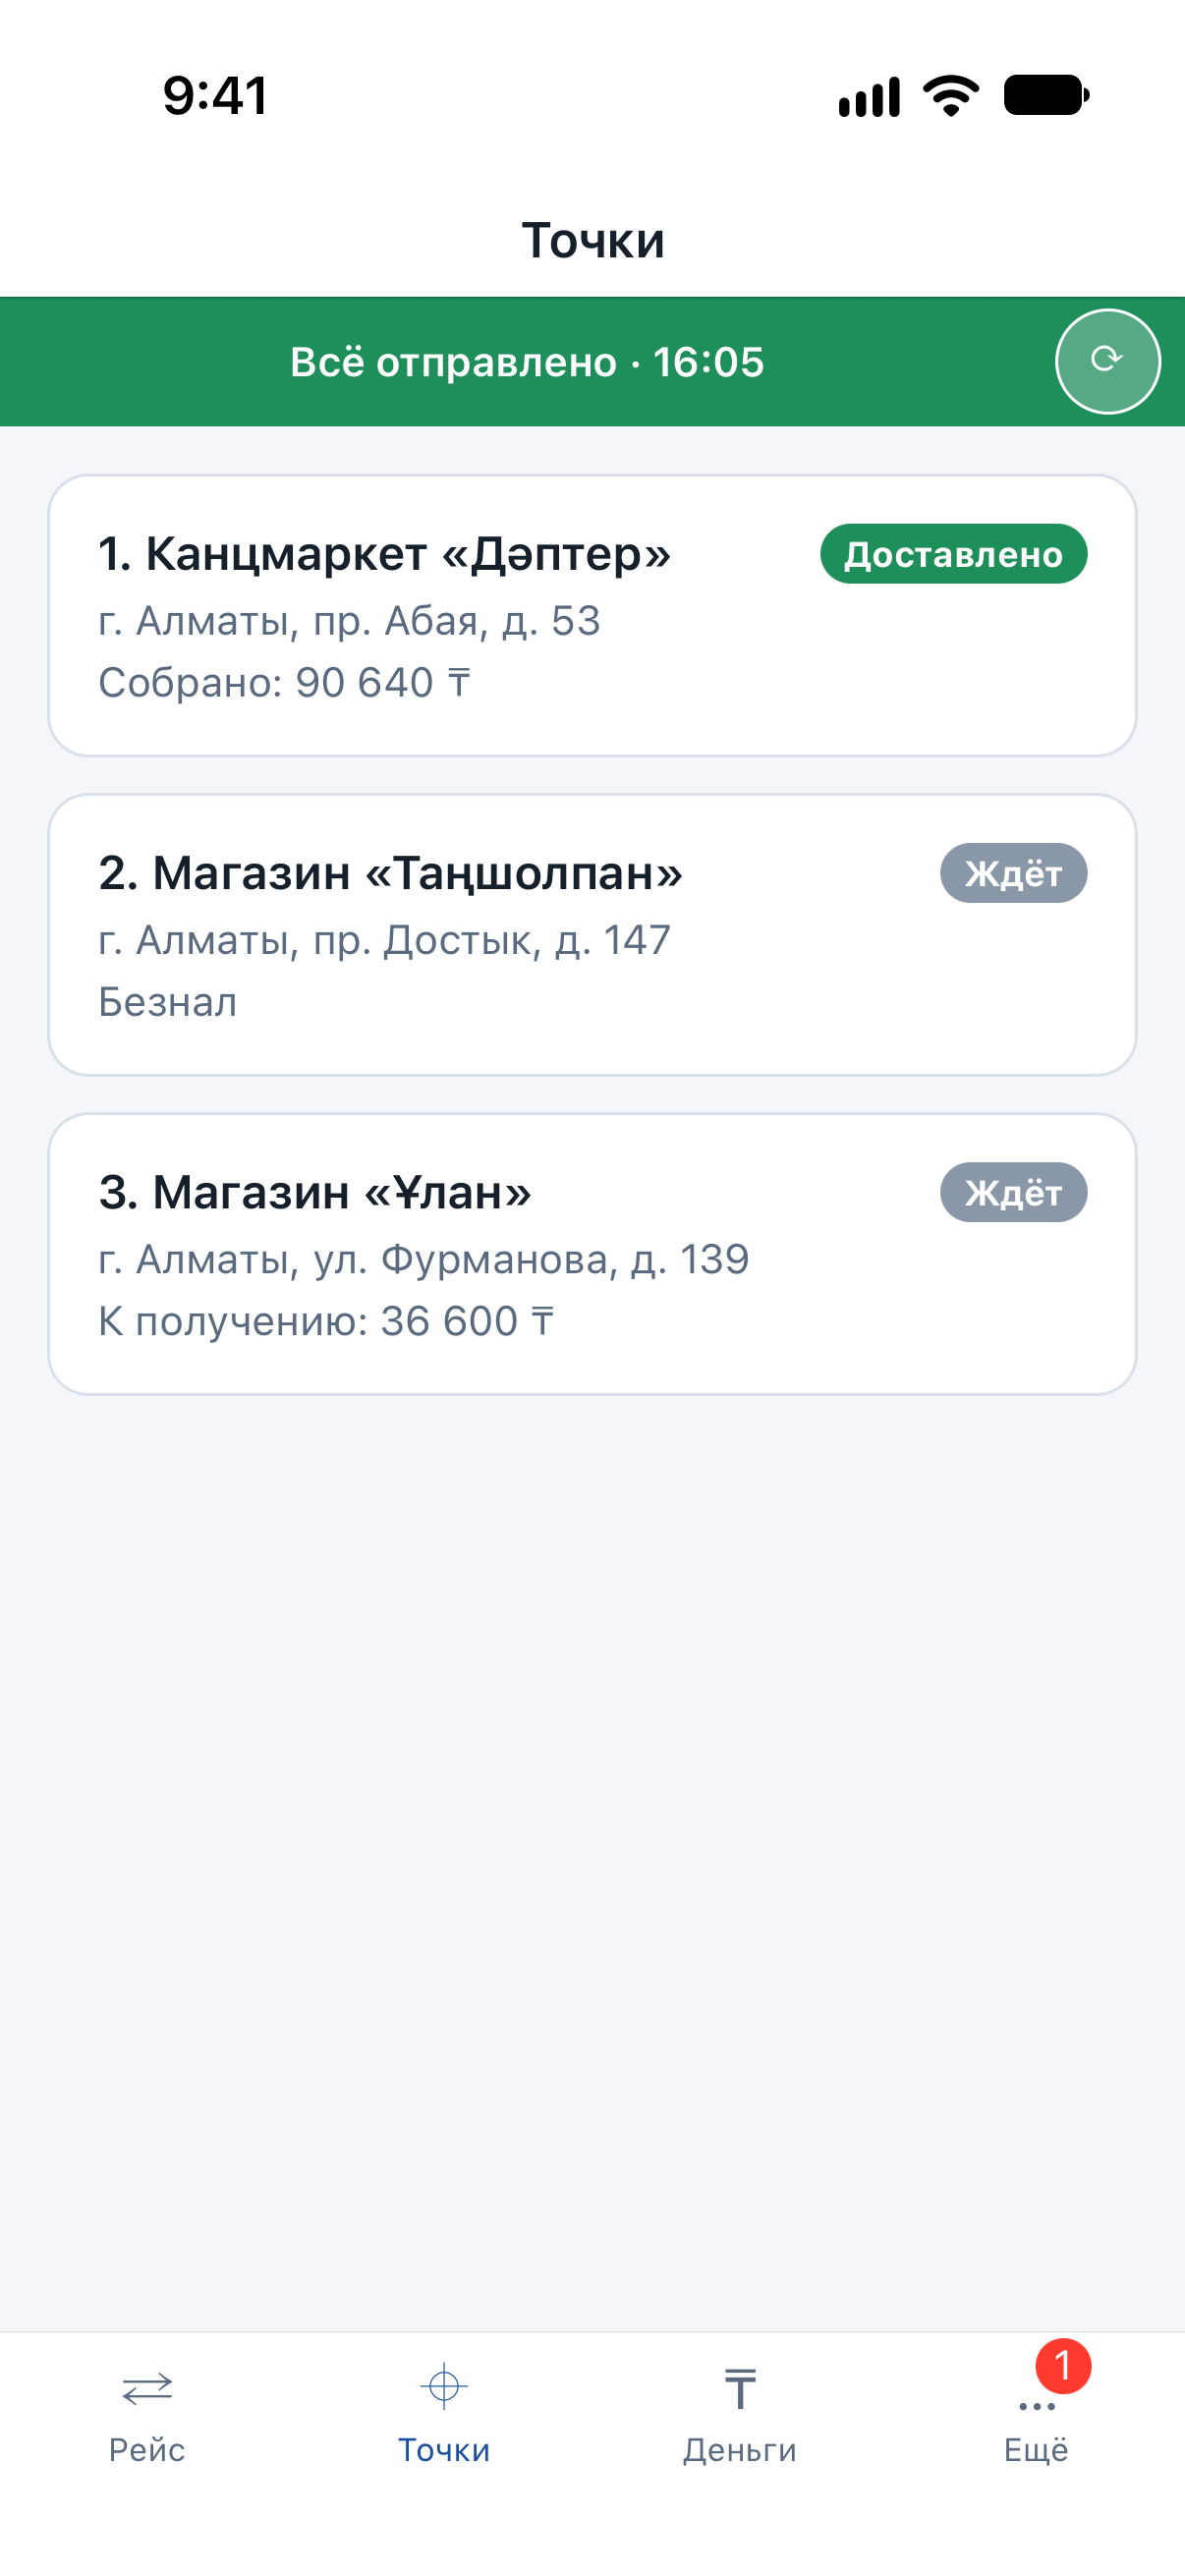 9:41
Точки
Всё отправлено · 16:05
1. Канцмаркет «Дәптер»
Доставлено
г. Алматы, пр. Абая, д. 53
Собрано: 90 640 ₸
2. Магазин «Таңшолпан»
Ждёт
г. Алматы, пр. Достык, д. 147
Безнал
3. Магазин «Ұлан»
Ждёт
г. Алматы, ул. Фурманова, д. 139
К получению: 36 600 ₸
₸
1
Рейс
Точки
Деньги
Ещё